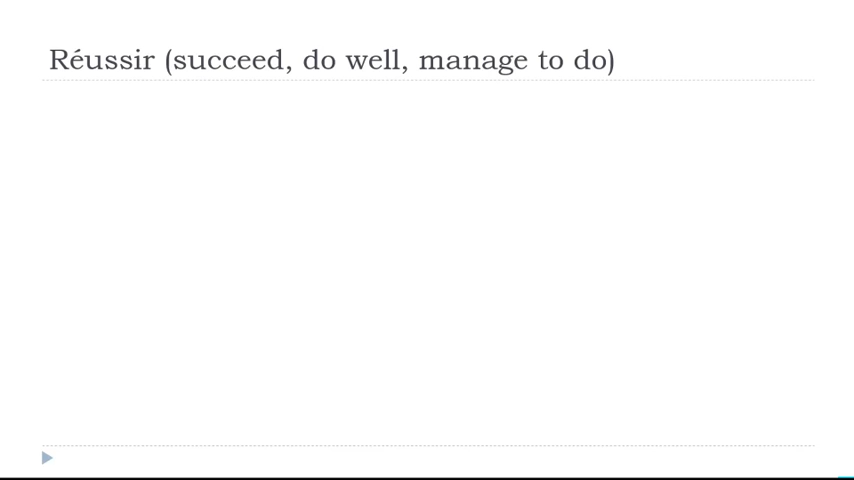 Réussir (succeed, do well, manage to do)